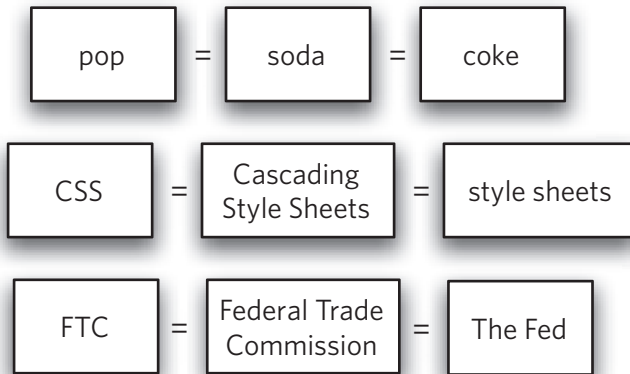 pop = soda = coke
CSS = Cascading
Style Sheets = style sheets
FTC = Federal Trade
Commission = The Fed